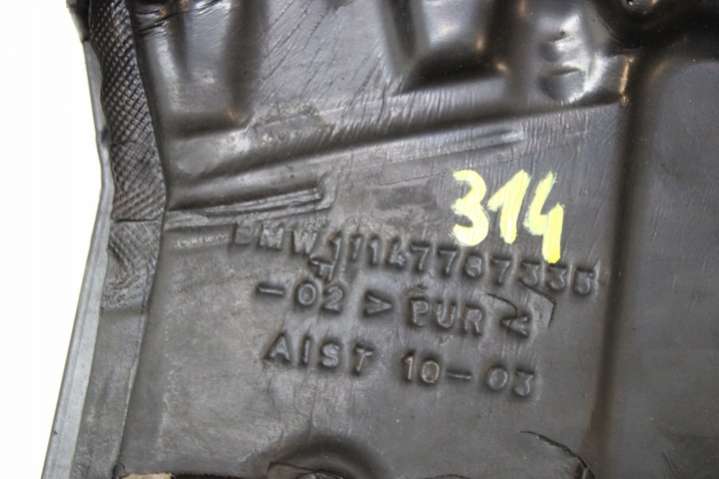 314
BMW 11147787335
-02 > PUR <
AIST 10-03